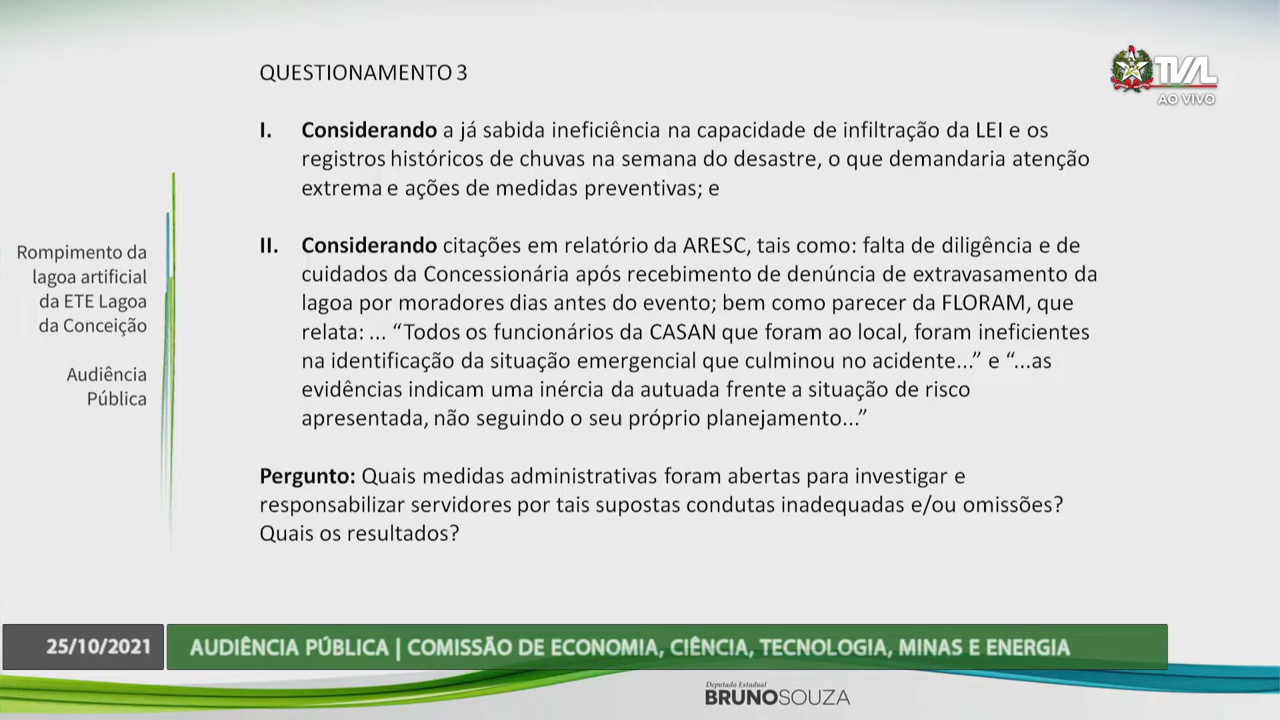 TVAL
AO VIVO
QUESTIONAMENTO 3
I. Considerando a já sabida ineficiência na capacidade de infiltração da LEI e os
registros históricos de chuvas na semana do desastre, o que demandaria atenção
extrema e ações de medidas preventivas; e
II. Considerando citações em relatório da ARESC, tais como: falta de diligência e de
cuidados da Concessionária após recebimento de denúncia de extravasamento da
lagoa por moradores dias antes do evento; bem como parecer da FLORAM, que
relata: ... “Todos os funcionários da CASAN que foram ao local, foram ineficientes
na identificação da situação emergencial que culminou no acidente...” e “...as
evidências indicam uma inércia da autuada frente a situação de risco
apresentada, não seguindo o seu próprio planejamento...”
Pergunto: Quais medidas administrativas foram abertas para investigar e
responsabilizar servidores por tais supostas condutas inadequadas e/ou omissões?
Quais os resultados?
Rompimento da
lagoa artificial
da ETE Lagoa
da Conceição
Audiência
Pública
25/10/2021
AUDIÊNCIA PÚBLICA | COMISSÃO DE ECONOMIA, CIÊNCIA, TECNOLOGIA, MINAS E ENERGIA
Deputado Estadual
BRUNOSOUZA